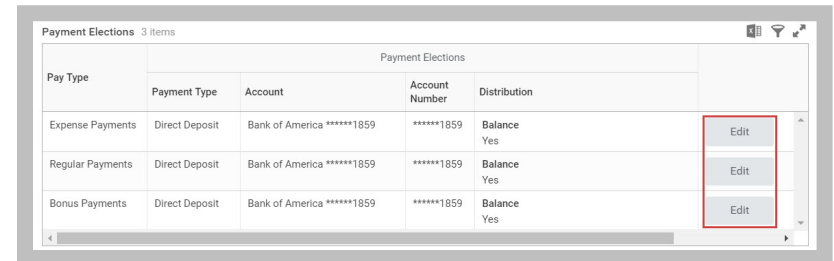 Payment Elections 3 items
Payment Elections
Pay Type
Payment Type Account Account Number Distribution
Expense Payments Direct Deposit Bank of America ******1859 ******1859 Balance Edit
Yes
Regular Payments Direct Deposit Bank of America ******1859 ******1859 Balance Edit
Yes
Bonus Payments Direct Deposit Bank of America ******1859 ******1859 Balance Edit
Yes